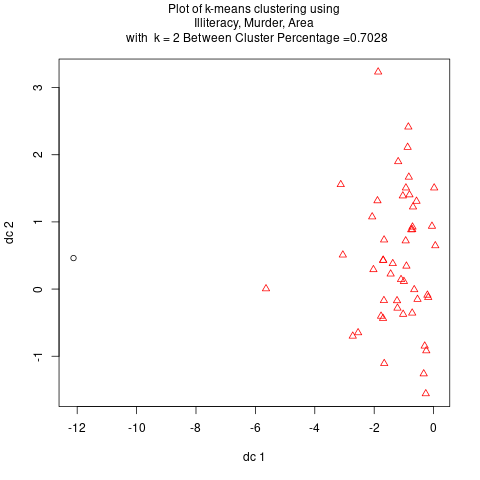 Plot of k-means clustering using
Illiteracy, Murder, Area
with  k = 2 Between Cluster Percentage =0.7028
3
2
1
0
-1
dc 2
-12 -10 -8 -6 -4 -2 0
dc 1